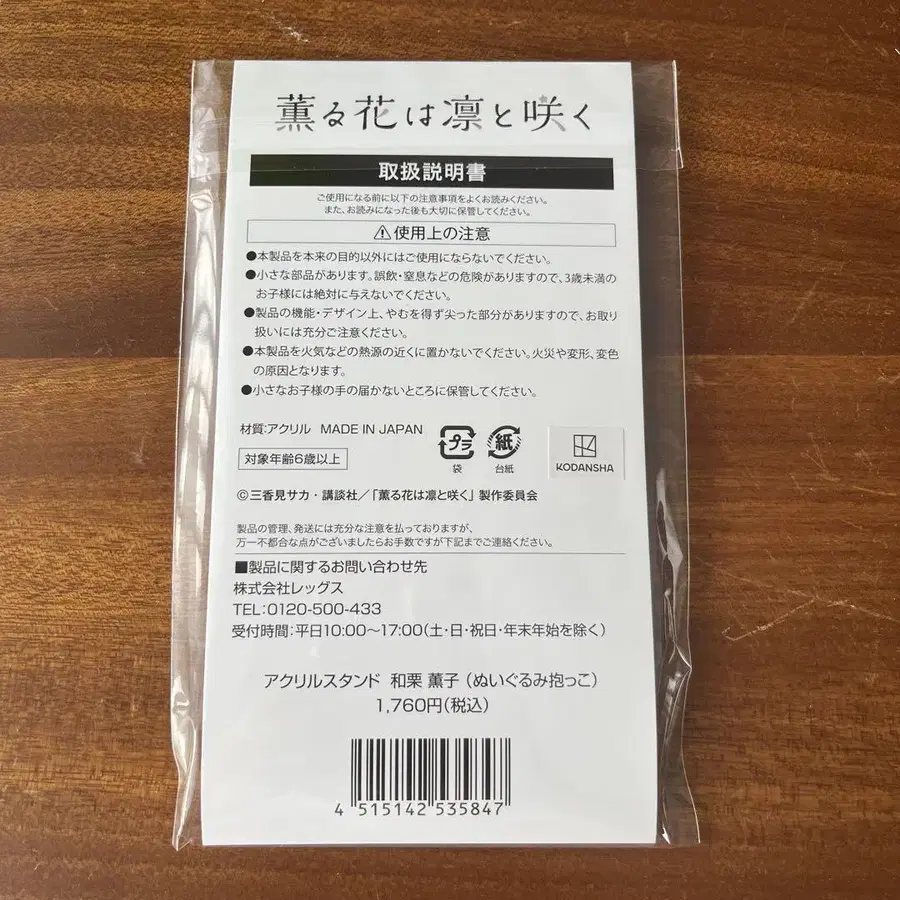 薫る花は凛と咲く
取扱説明書
ご使用になる前に以下の注意事項をよくお読みください。
また、お読みになった後も大切に保管してください。
⚠使用上の注意
●本製品を本来の目的以外にはご使用にならないでください。
●小さな部品があります。誤飲・窒息などの危険がありますので、3歳未満の
お子様には絶対に与えないでください。
●製品の機能・デザイン上、やむを得ず尖った部分がありますので、お取り
扱いには充分ご注意ください。
●本製品を火気などの熱源の近くに置かないでください。火災や変形、変色
の原因となります。
●小さなお子様の手の届かないところに保管してください。
材質:アクリル MADE IN JAPAN
対象年齢6歳以上
プラ
袋
紙
台紙
KODANSHA
©三香見サカ・講談社/「薫る花は凛と咲く」製作委員会
製品の管理、発送には充分な注意を払っておりますが、
万一不都合な点がございましたらお手数ですが下記までご連絡ください。
■製品に関するお問い合わせ先
株式会社レッグス
TEL:0120-500-433
受付時間:平日10:00〜17:00(土・日・祝日・年末年始を除く)
アクリルスタンド 和栗 薫子 (ぬいぐるみ抱っこ)
1,760円(税込)
4 515142 535847